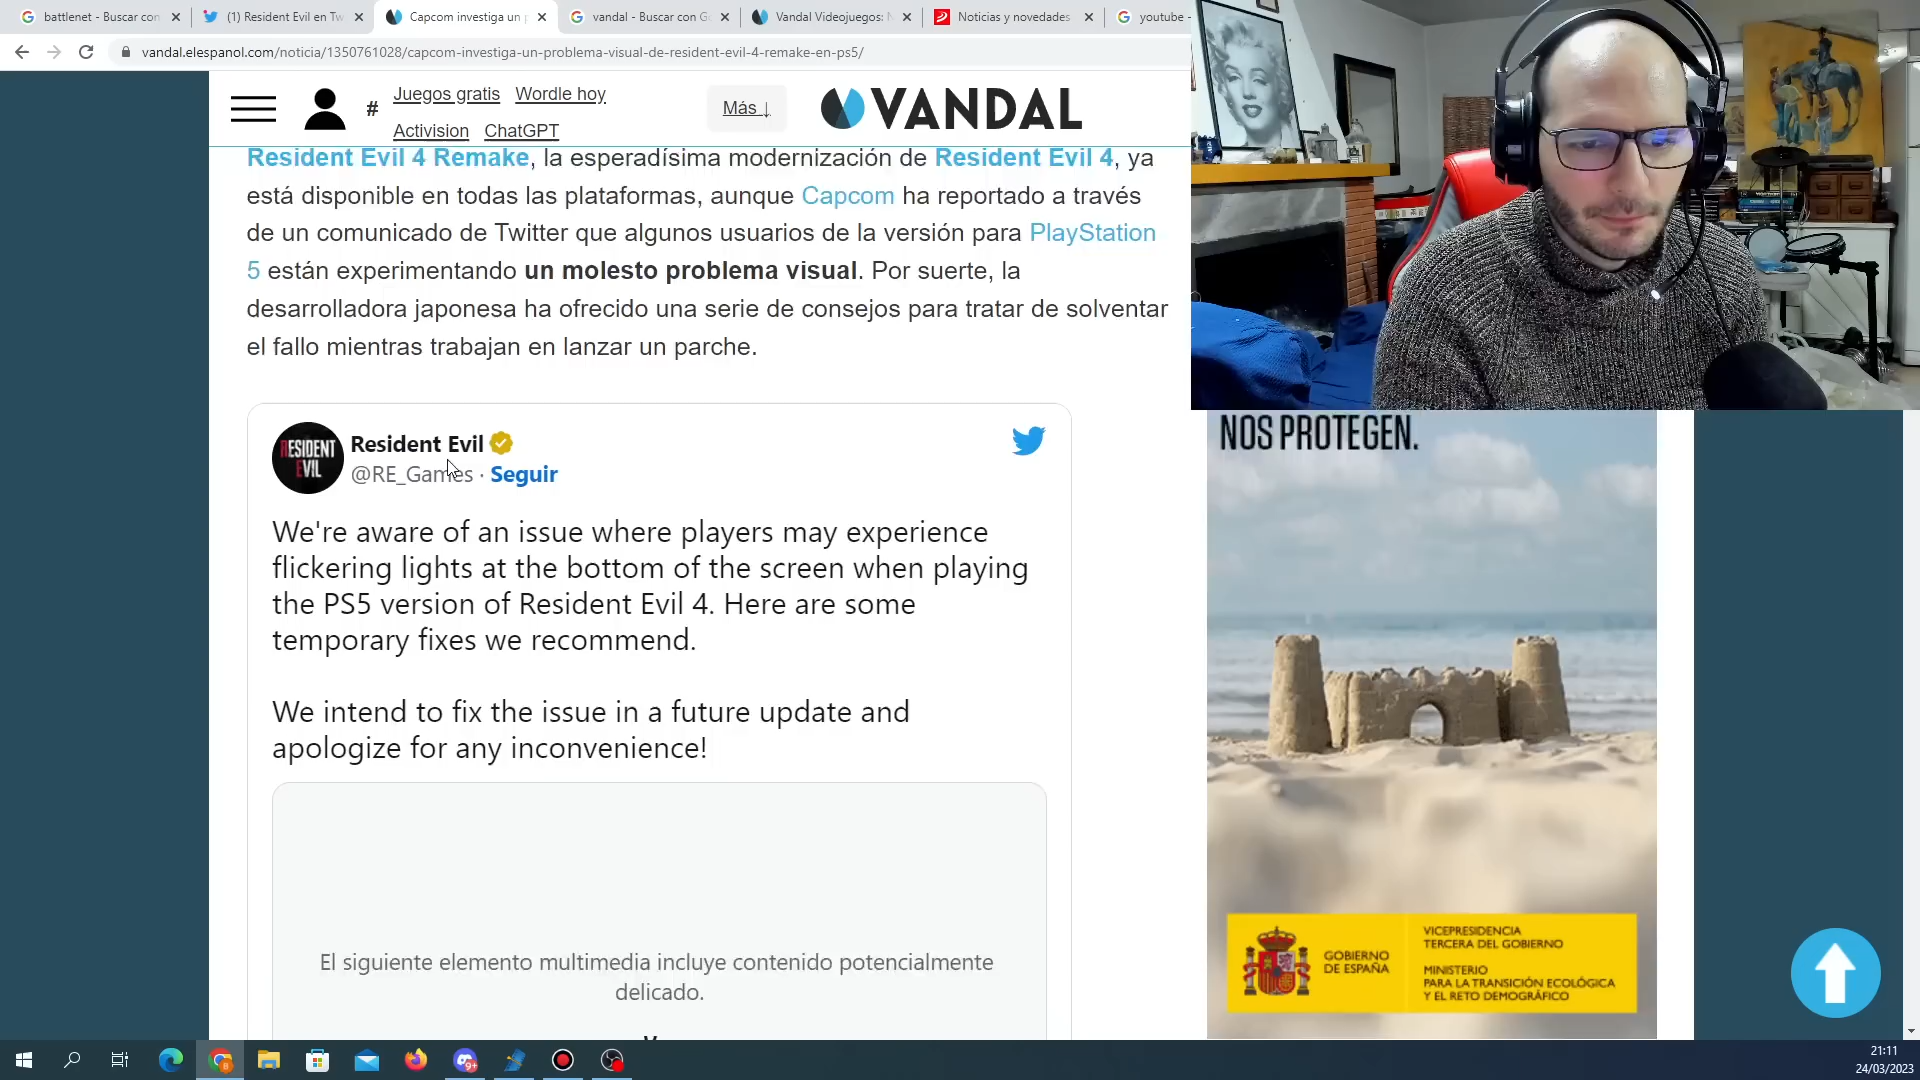 battlenet - Buscar con
(1) Resident Evil en Tw
Capcom investiga un p
vandal - Buscar con Go
Vandal Videojuegos: N
Noticias y novedades
youtube -
vandal.elespanol.com/noticia/1350761028/capcom-investiga-un-problema-visual-de-resident-evil-4-remake-en-ps5/
# Juegos gratis Wordle hoy
Activision ChatGPT
Más ↓
VANDAL
Resident Evil 4 Remake, la esperadísima modernización de Resident Evil 4, ya
está disponible en todas las plataformas, aunque Capcom ha reportado a través
de un comunicado de Twitter que algunos usuarios de la versión para PlayStation
5 están experimentando un molesto problema visual. Por suerte, la
desarrolladora japonesa ha ofrecido una serie de consejos para tratar de solventar
el fallo mientras trabajan en lanzar un parche.
RESIDENT
EVIL
Resident Evil
@RE_Games · Seguir
We're aware of an issue where players may experience
flickering lights at the bottom of the screen when playing
the PS5 version of Resident Evil 4. Here are some
temporary fixes we recommend.
We intend to fix the issue in a future update and
apologize for any inconvenience!
El siguiente elemento multimedia incluye contenido potencialmente
delicado.
NOS PROTEGEN.
GOBIERNO
DE ESPAÑA
VICEPRESIDENCIA
TERCERA DEL GOBIERNO
MINISTERIO
PARA LA TRANSICIÓN ECOLÓGICA
Y EL RETO DEMOGRÁFICO
9+
21:11
24/03/2023